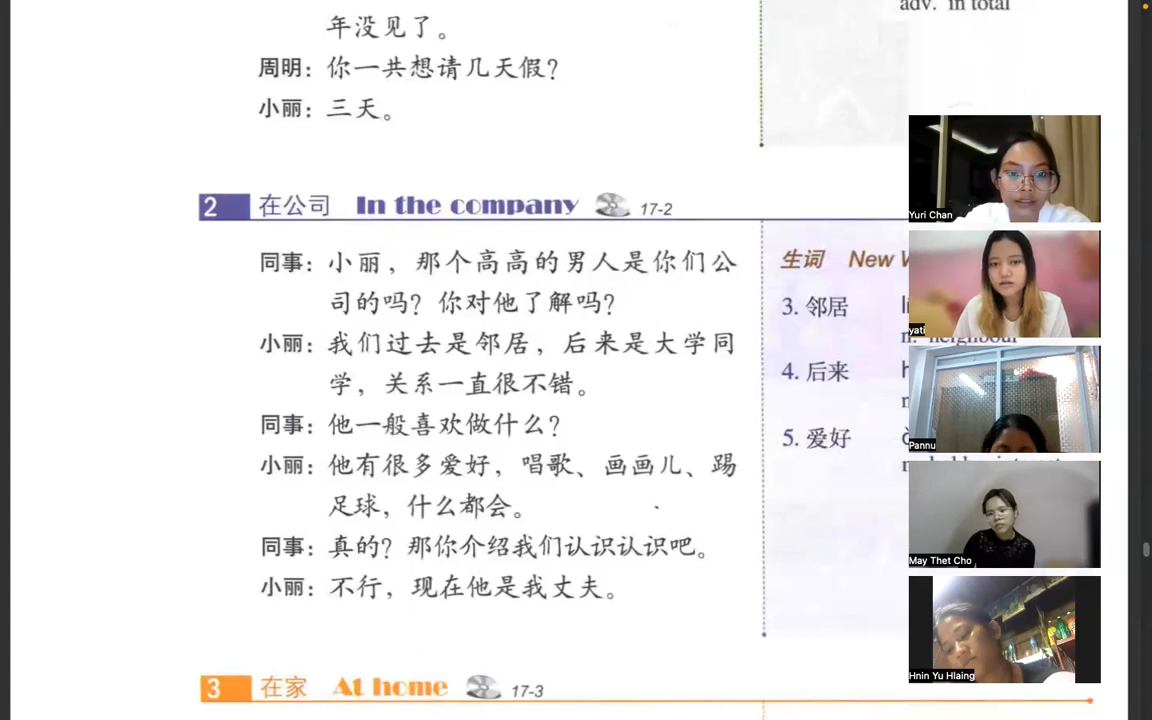 adv. in total
年没见了。
周明：你一共想请几天假？
小丽：三天。
2 在公司 In the company 17-2
同事：小丽，那个高高的男人是你们公
司的吗？你对他了解吗？
小丽：我们过去是邻居，后来是大学同
学，关系一直很不错。
同事：他一般喜欢做什么？
小丽：他有很多爱好，唱歌、画画儿、踢
足球，什么都会。
同事：真的？那你介绍我们认识认识吧。
小丽：不行，现在他是我丈夫。
生词 New
3. 邻居
n. neighbour
4. 后来
5. 爱好
3 在家 At home 17-3
Yuri Chan
yati
Pannu
May Thet Cho
Hnin Yu Hlaing